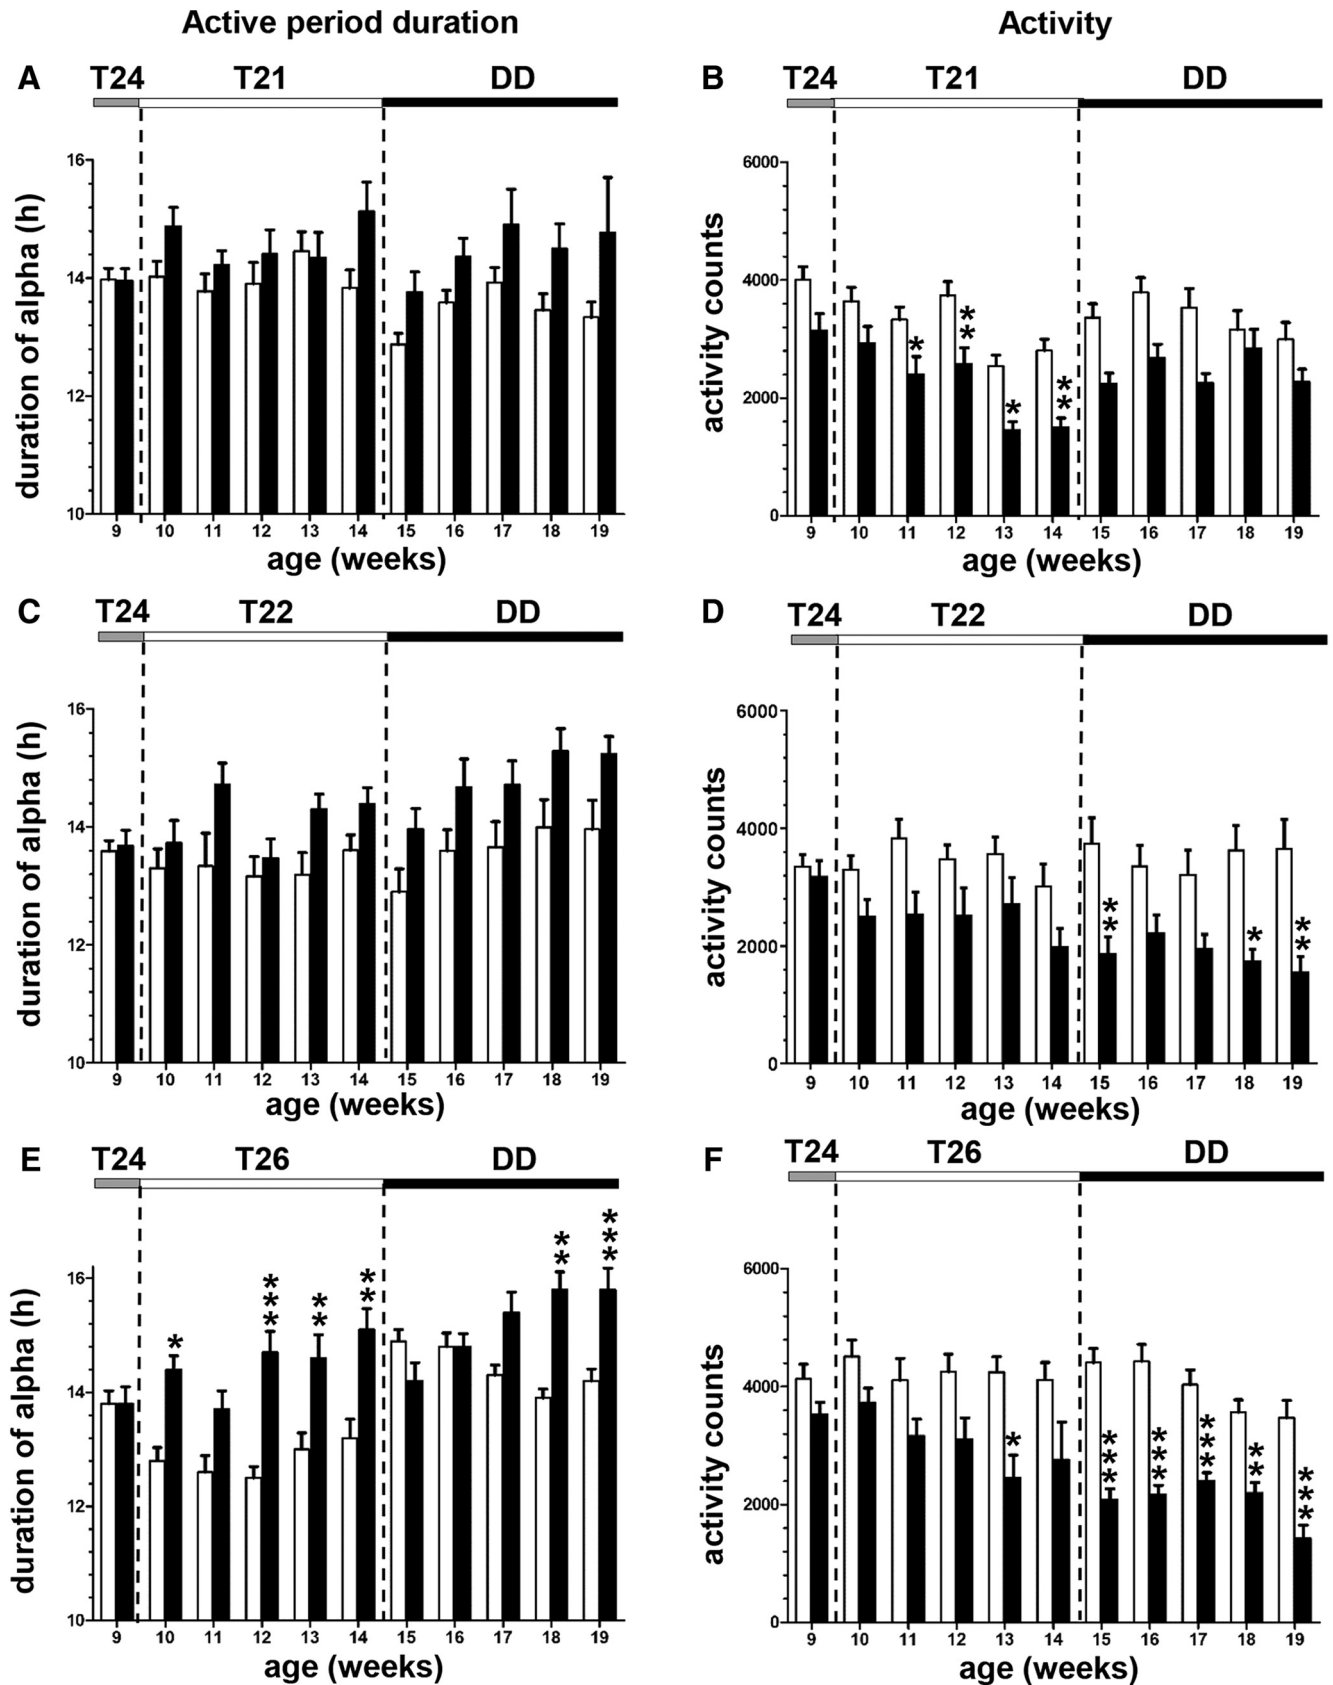 Active period duration
Activity
A
T24 T21 DD
16
14
12
10
duration of alpha (h)
9 10 11 12 13 14 15 16 17 18 19
age (weeks)
B
T24 T21 DD
6000
4000
2000
0
activity counts
*
**
*
**
9 10 11 12 13 14 15 16 17 18 19
age (weeks)
C
T24 T22 DD
16
14
12
10
duration of alpha (h)
9 10 11 12 13 14 15 16 17 18 19
age (weeks)
D
T24 T22 DD
6000
4000
2000
0
activity counts
**
*
**
9 10 11 12 13 14 15 16 17 18 19
age (weeks)
E
T24 T26 DD
16
14
12
10
duration of alpha (h)
*
***
**
**
**
***
9 10 11 12 13 14 15 16 17 18 19
age (weeks)
F
T24 T26 DD
6000
4000
2000
0
activity counts
*
***
***
***
**
***
9 10 11 12 13 14 15 16 17 18 19
age (weeks)